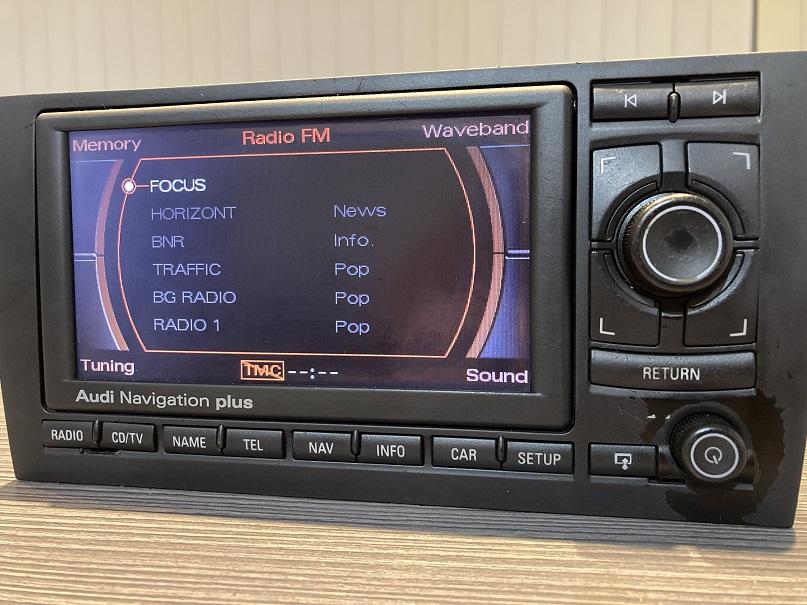 Memory Radio FM Waveband
FOCUS
HORIZONT News
BNR Info.
TRAFFIC Pop
BG RADIO Pop
RADIO 1 Pop
Tuning TMC --:-- Sound
Audi Navigation plus
RETURN
RADIO CD/TV NAME TEL NAV INFO CAR SETUP